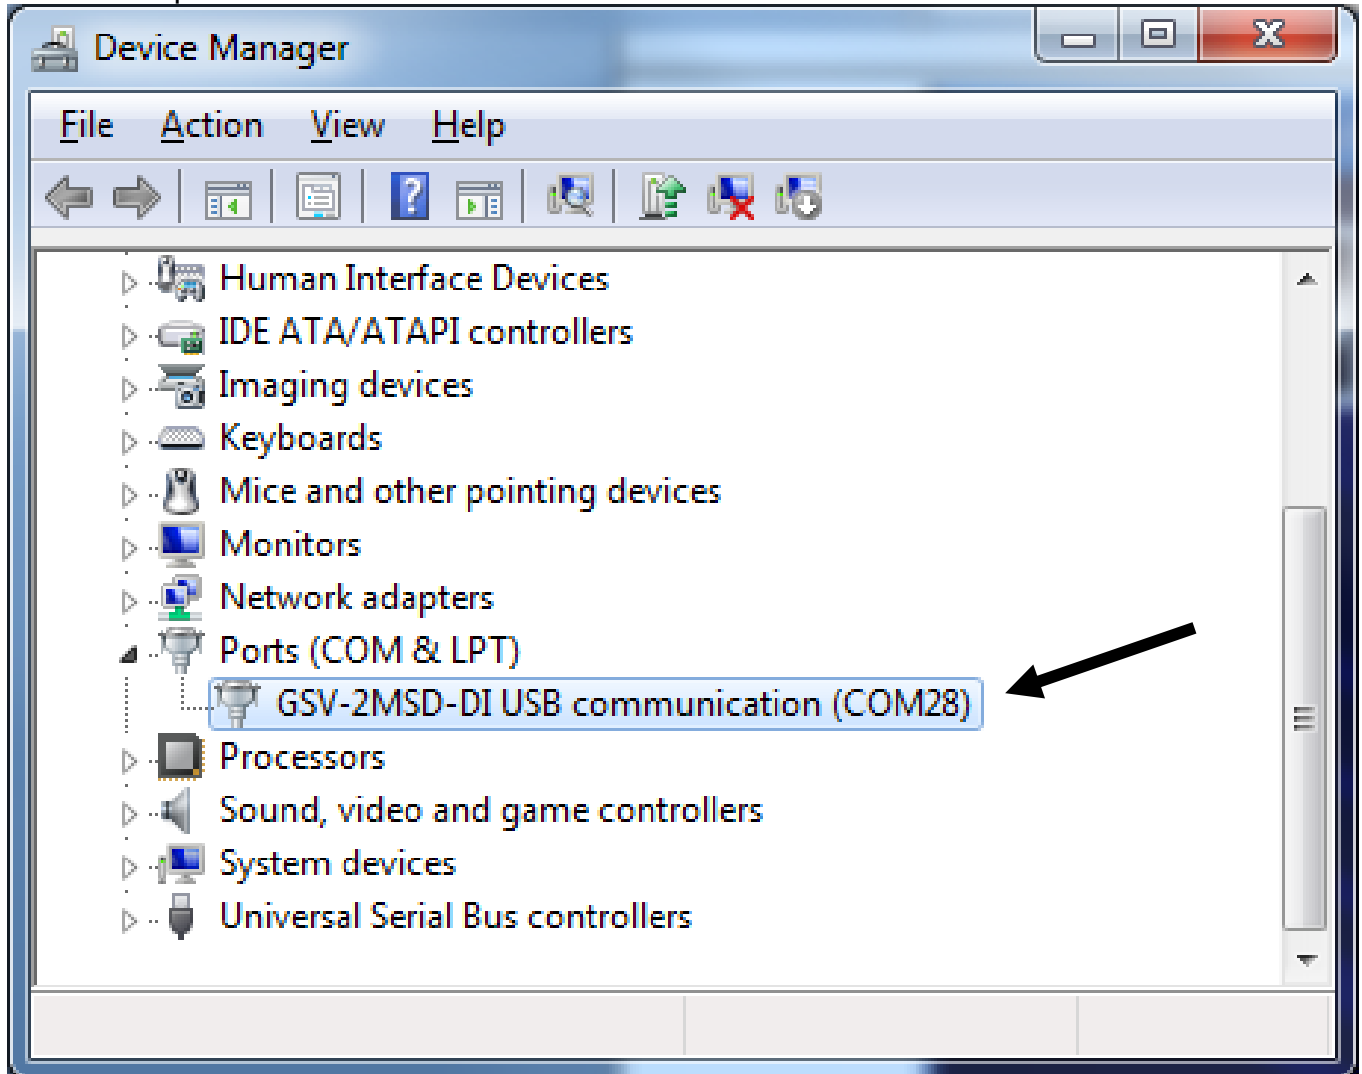 Device Manager
File Action View Help
Human Interface Devices
IDE ATA/ATAPI controllers
Imaging devices
Keyboards
Mice and other pointing devices
Monitors
Network adapters
Ports (COM & LPT)
GSV-2MSD-DI USB communication (COM28)
Processors
Sound, video and game controllers
System devices
Universal Serial Bus controllers